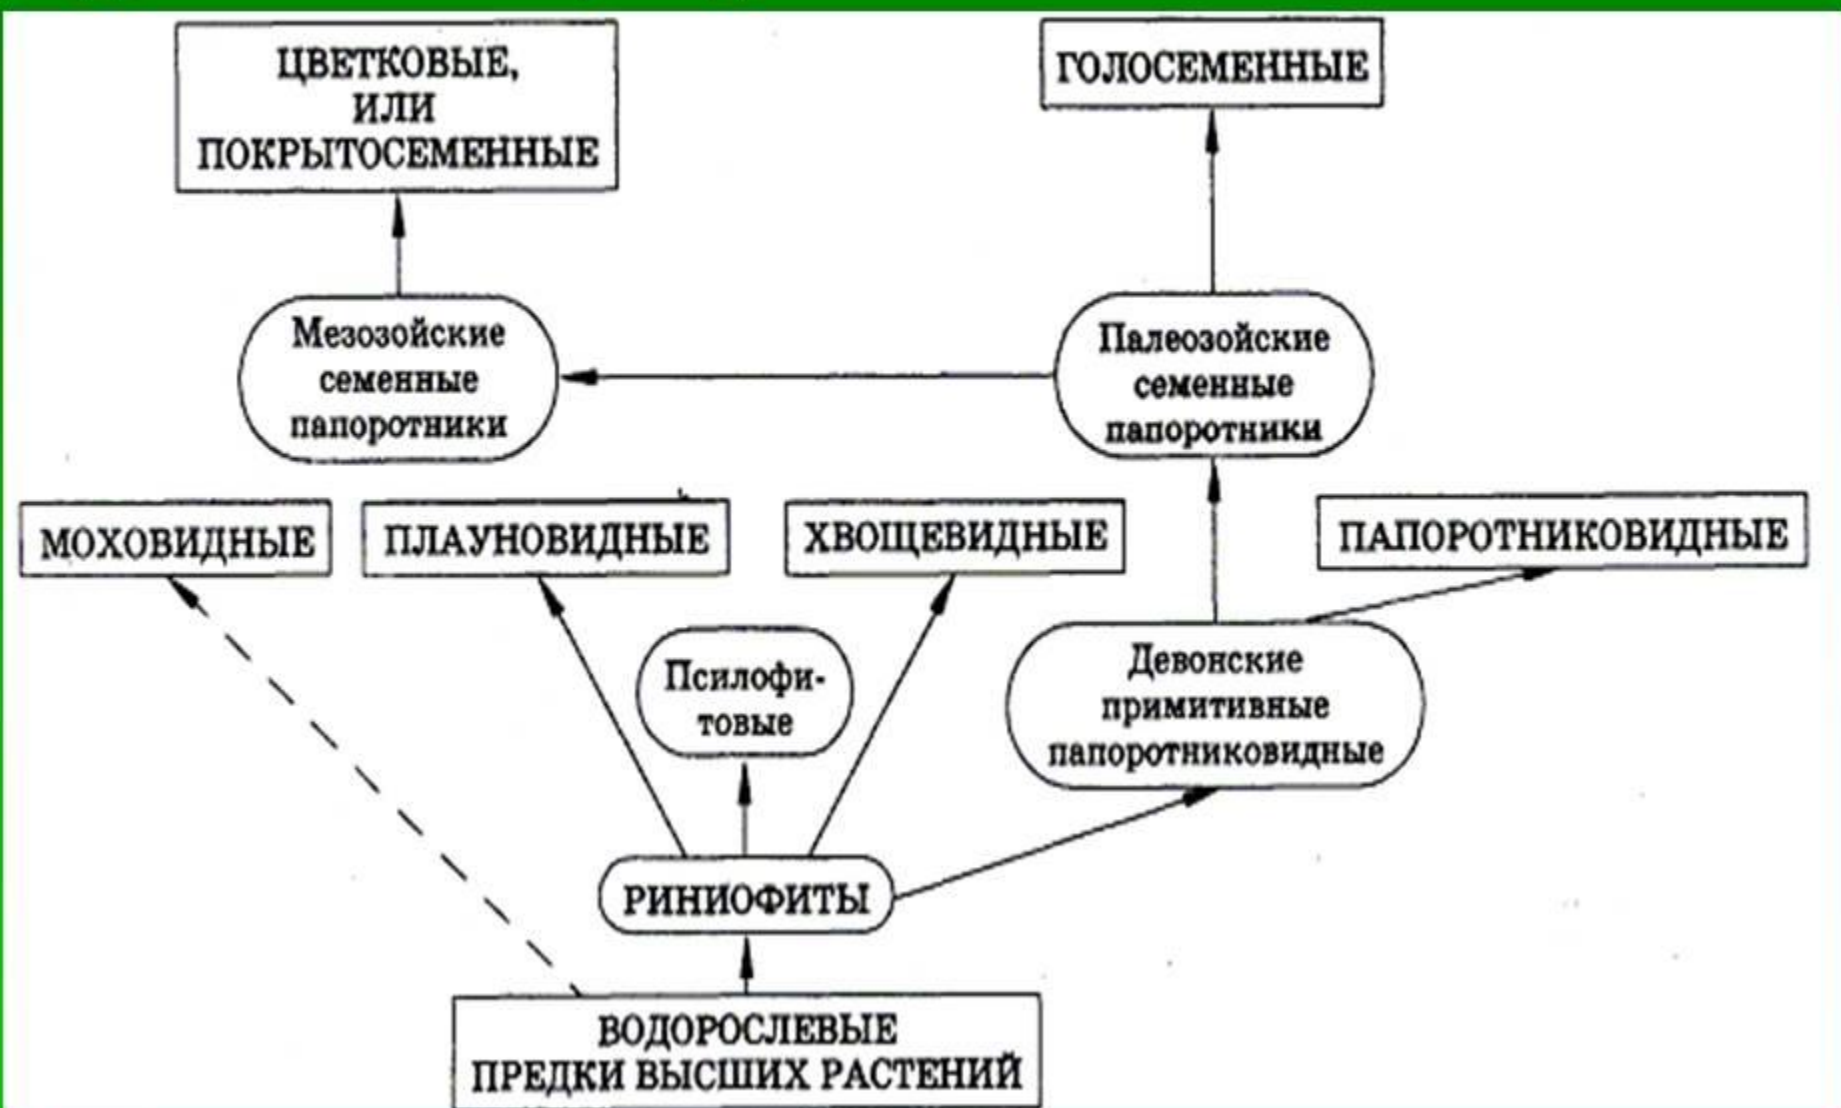 ЦВЕТКОВЫЕ,
ИЛИ
ПОКРЫТОСЕМЕННЫЕ
ГОЛОСЕМЕННЫЕ
Мезозойские
семенные
папоротники
Палеозойские
семенные
папоротники
МОХОВИДНЫЕ
ПЛАУНОВИДНЫЕ
ХВОЩЕВИДНЫЕ
ПАПОРОТНИКОВИДНЫЕ
Псилофи-
товые
Девонские
примитивные
папоротниковидные
РИНИОФИТЫ
ВОДОРОСЛЕВЫЕ
ПРЕДКИ ВЫСШИХ РАСТЕНИЙ